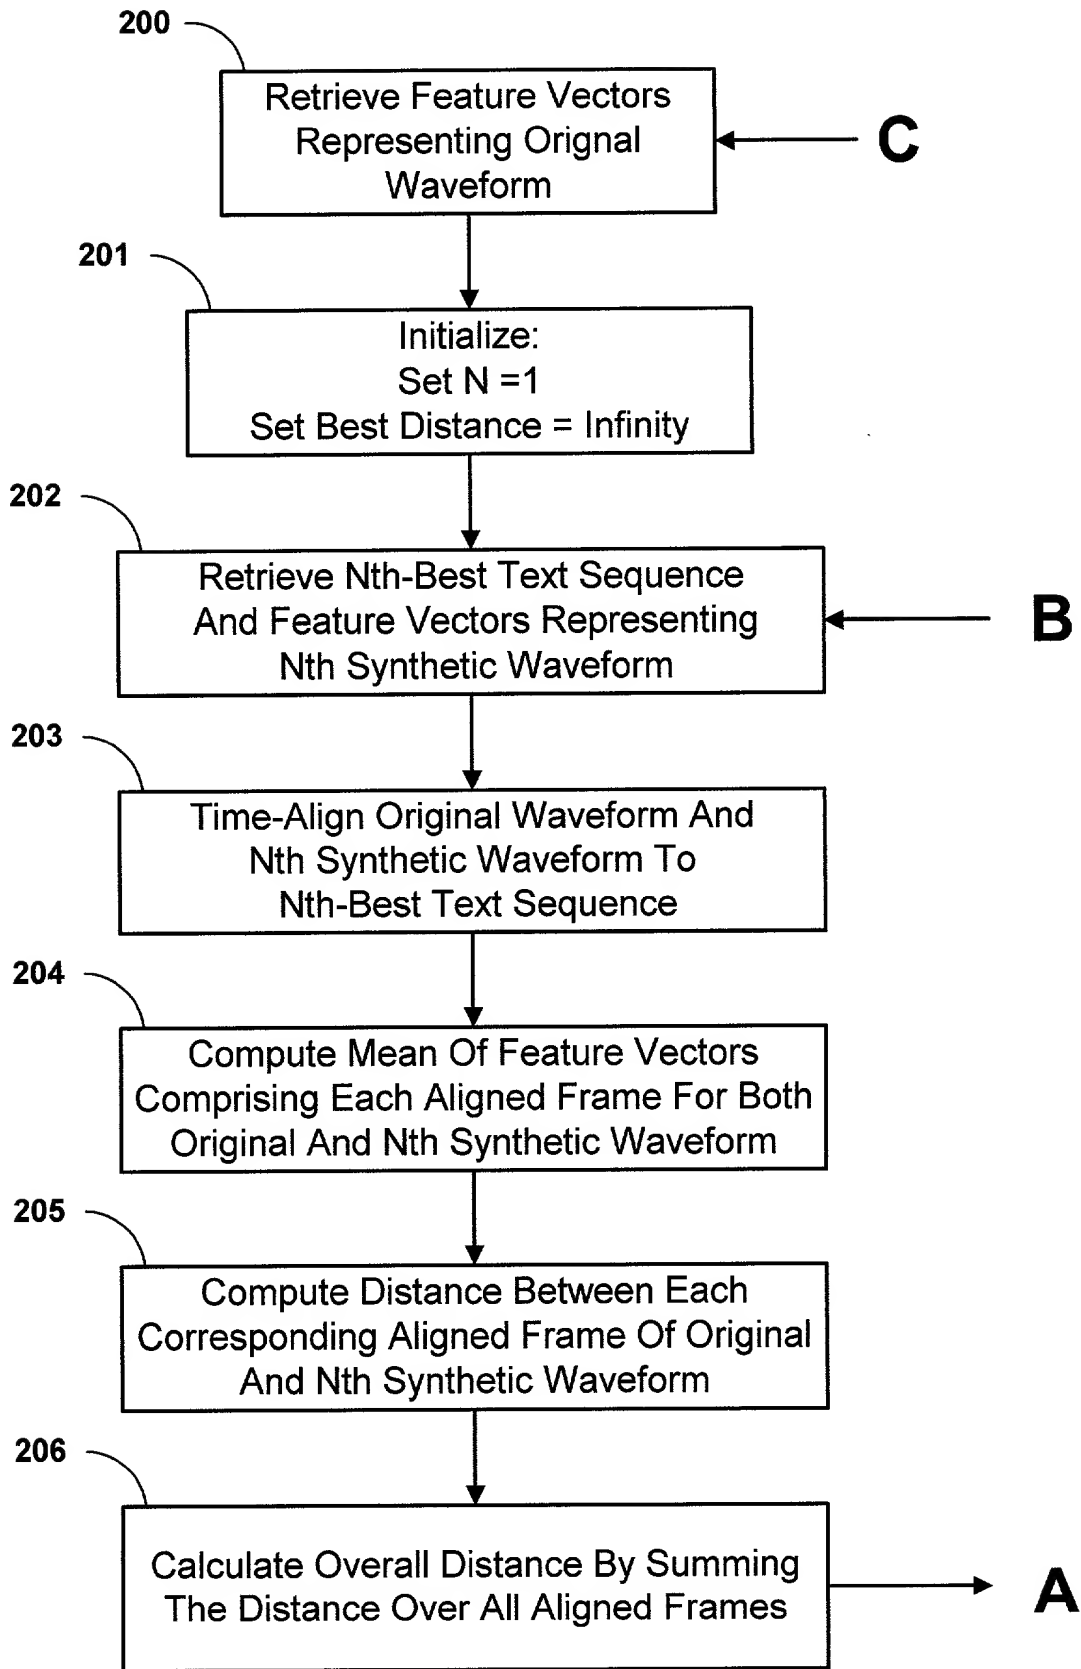 200
Retrieve Feature Vectors
Representing Orignal
Waveform
C
201
Initialize:
Set N =1
Set Best Distance = Infinity
202
Retrieve Nth-Best Text Sequence
And Feature Vectors Representing
Nth Synthetic Waveform
B
203
Time-Align Original Waveform And
Nth Synthetic Waveform To
Nth-Best Text Sequence
204
Compute Mean Of Feature Vectors
Comprising Each Aligned Frame For Both
Original And Nth Synthetic Waveform
205
Compute Distance Between Each
Corresponding Aligned Frame Of Original
And Nth Synthetic Waveform
206
Calculate Overall Distance By Summing
The Distance Over All Aligned Frames
A